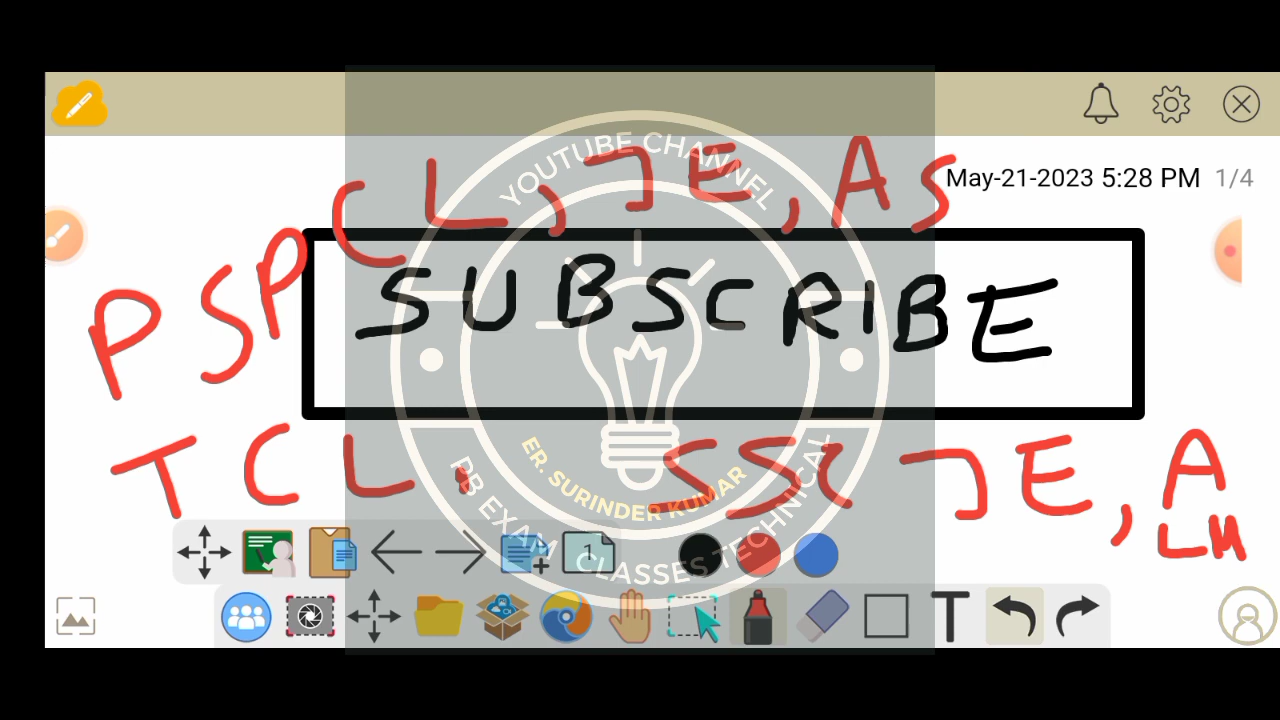 May-21-2023 5:28 PM 1/4
PSPCL, JE, AS
SUBSCRIBE
TCL, SSC JE, A
LM
YOUTUBE CHANNEL
ER. SURINDER KUMAR
PB EXAM CLASSES TECHNICAL
1
T